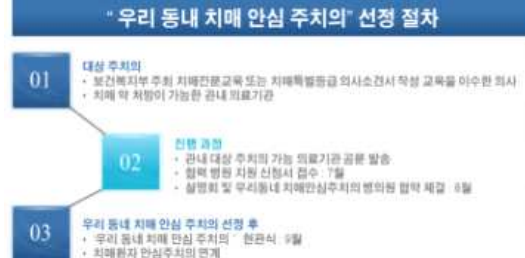 “ 우리 동내 치매 안심 주치의” 선정 절차
01
대상 주치의
• 보건복지부 주최 치매전문교육 또는 치매특별등급 의사소견서 작성 교육을 이수한 의사
• 치매 약 처방이 가능한 관내 의료기관
02
진행 과정
• 관내 대상 주치의 가능 의료기관 공문 발송
• 협력 병원 지원 신청서 접수 : 7월
• 설명회 및 우리동네 치매안심주치의 병의원 협약 체결 : 8월
03
우리 동네 치매 안심 주치의 선정 후
• ‘우리 동네 치매 안심 주치의 ’ 현관식 : 9월
• 치매환자 안심주치의 연계